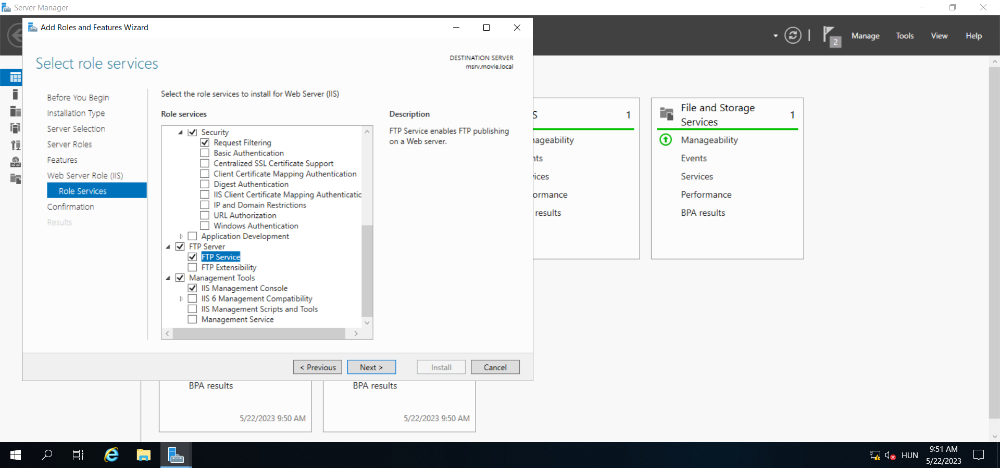 Server Manager
Add Roles and Features Wizard
2
Manage
Tools
View
Help
Select role services
DESTINATION SERVER
msrv.movie.local
Before You Begin
Installation Type
Server Selection
Server Roles
Features
Web Server Role (IIS)
Role Services
Confirmation
Results
Select the role services to install for Web Server (IIS)
Role services
Security
Request Filtering
Basic Authentication
Centralized SSL Certificate Support
Client Certificate Mapping Authentication
Digest Authentication
IIS Client Certificate Mapping Authenticatic
IP and Domain Restrictions
URL Authorization
Windows Authentication
Application Development
FTP Server
FTP Service
FTP Extensibility
Management Tools
IIS Management Console
IIS 6 Management Compatibility
IIS Management Scripts and Tools
Management Service
Description
FTP Service enables FTP publishing
on a Web server.
< Previous
Next >
Install
Cancel
S
1
nageability
nts
vices
ormance
results
File and Storage
Services
1
Manageability
Events
Services
Performance
BPA results
BPA results
5/22/2023 9:50 AM
BPA results
5/22/2023 9:50 AM
HUN
9:51 AM
5/22/2023